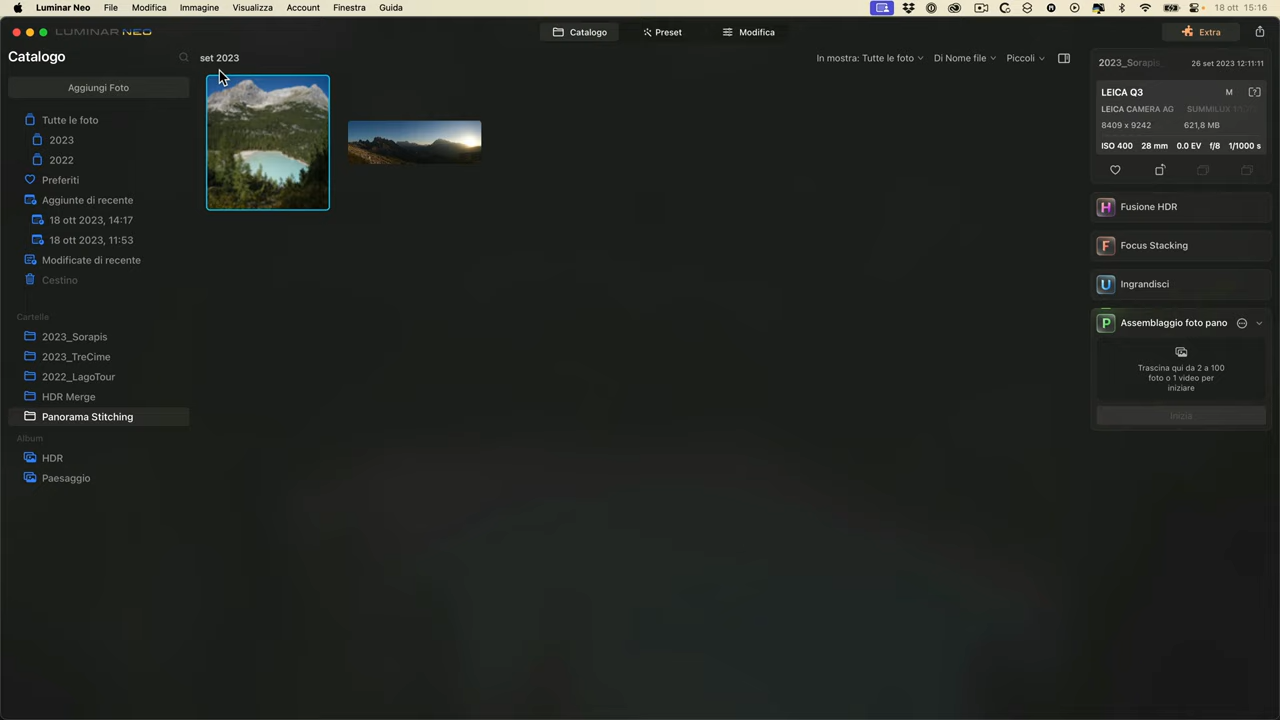 Luminar Neo File Modifica Immagine Visualizza Account Finestra Guida 18 ott 15:16
LUMINAR NEO Catalogo Preset Modifica Extra
Catalogo set 2023 In mostra: Tutte le foto Di Nome file Piccoli 2023_Sorapis 26 set 2023 12:11:11
Aggiungi Foto
LEICA Q3 M
LEICA CAMERA AG SUMMILUX
8409 x 9242 621,8 MB
ISO 400 28 mm 0.0 EV f/8 1/1000 s
Tutte le foto
2023
2022
Preferiti
Aggiunte di recente
18 ott 2023, 14:17
18 ott 2023, 11:53
Modificate di recente
Cestino
Cartelle
2023_Sorapis
2023_TreCime
2022_LagoTour
HDR Merge
Panorama Stitching
Album
HDR
Paesaggio
H Fusione HDR
F Focus Stacking
U Ingrandisci
P Assemblaggio foto pano
Trascina qui da 2 a 100
foto o 1 video per
iniziare
Inizia